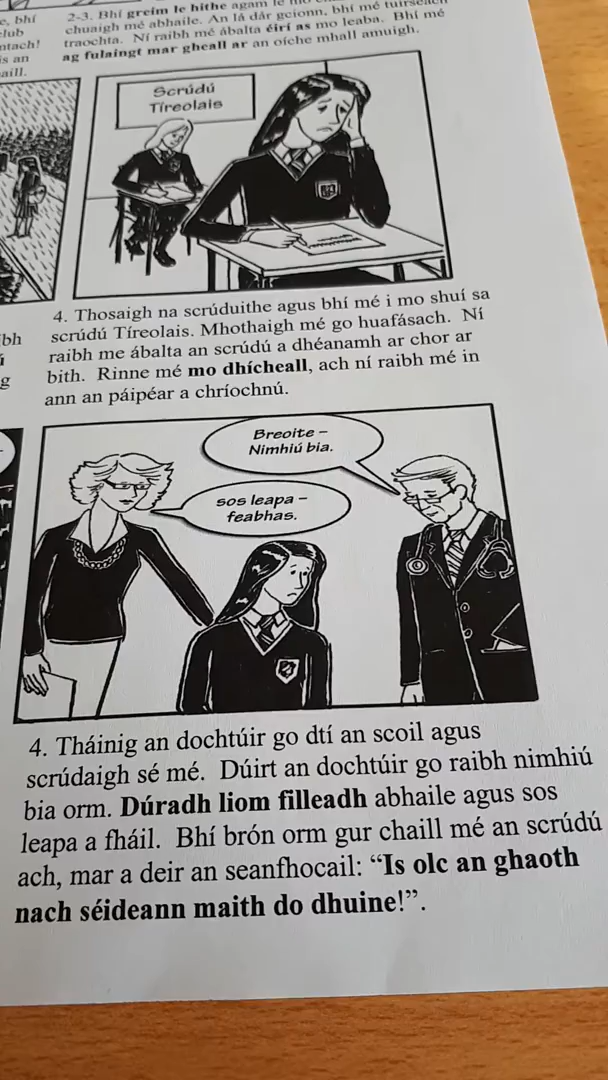 e, bhí
club
ntach!
is an
aill.
2-3. Bhí greim le hithe agam le mo
chuaigh mé abhaile. An lá dár gcionn, bhí mé tuirseach
traochta. Ní raibh mé ábalta éirí as mo leaba. Bhí mé
ag fulaingt mar gheall ar an oíche mhall amuigh.
Scrúdú
Tíreolais
4. Thosaigh na scrúduithe agus bhí mé i mo shuí sa
scrúdú Tíreolais. Mhothaigh mé go huafásach. Ní
raibh me ábalta an scrúdú a dhéanamh ar chor ar
bith. Rinne mé mo dhícheall, ach ní raibh mé in
ann an páipéar a chríochnú.
Breoite –
Nimhiú bia.
sos leapa –
feabhas.
4. Tháinig an dochtúir go dtí an scoil agus
scrúdaigh sé mé. Dúirt an dochtúir go raibh nimhiú
bia orm. Dúradh liom filleadh abhaile agus sos
leapa a fháil. Bhí brón orm gur chaill mé an scrúdú
ach, mar a deir an seanfhocail: “Is olc an ghaoth
nach séideann maith do dhuine!”.